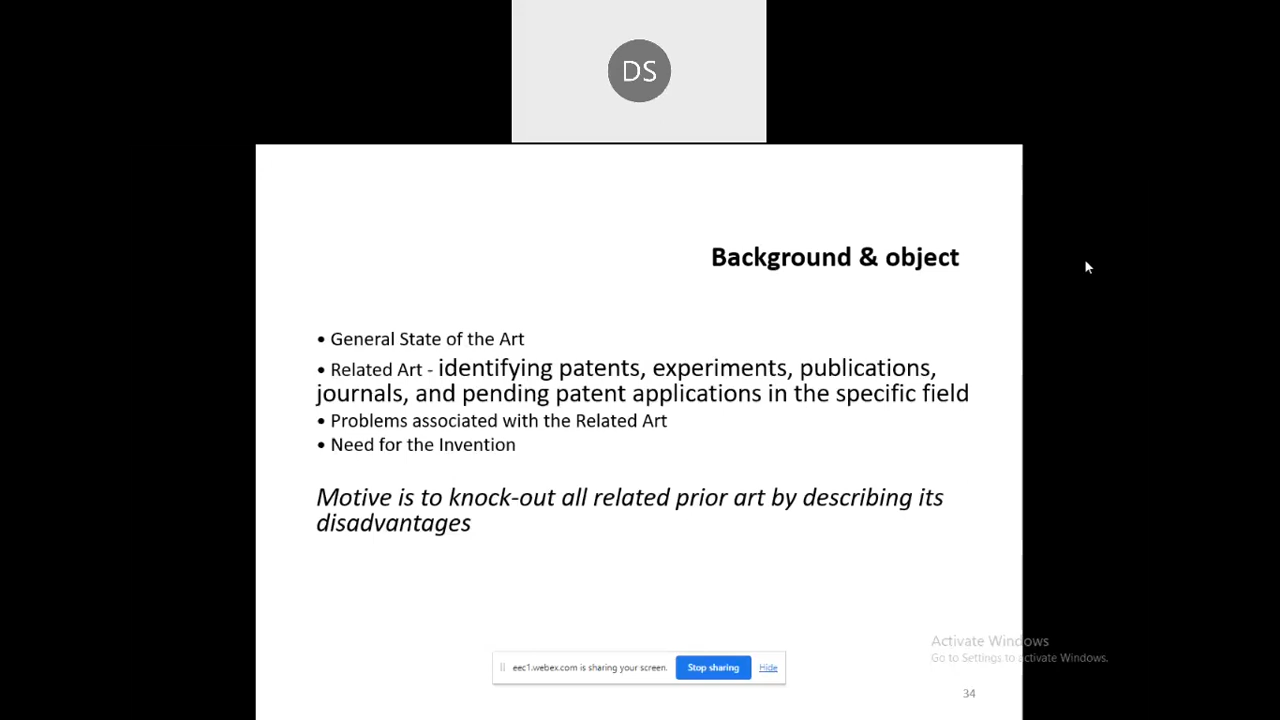 DS
Background & object
• General State of the Art
• Related Art - identifying patents, experiments, publications,
journals, and pending patent applications in the specific field
• Problems associated with the Related Art
• Need for the Invention
Motive is to knock-out all related prior art by describing its
disadvantages
Activate Windows
Go to Settings to activate Windows.
eec1.webex.com is sharing your screen. Stop sharing Hide
34